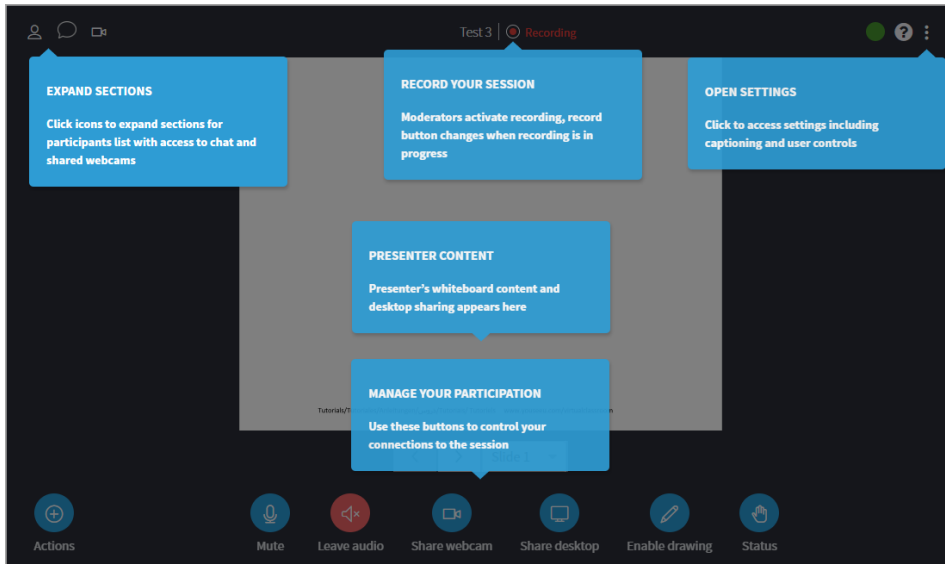 Test 3
Recording
EXPAND SECTIONS
Click icons to expand sections for
participants list with access to chat and
shared webcams
RECORD YOUR SESSION
Moderators activate recording, record
button changes when recording is in
progress
OPEN SETTINGS
Click to access settings including
captioning and user controls
PRESENTER CONTENT
Presenter's whiteboard content and
desktop sharing appears here
MANAGE YOUR PARTICIPATION
Use these buttons to control your
connections to the session
Actions
Mute
Leave audio
Share webcam
Share desktop
Enable drawing
Status